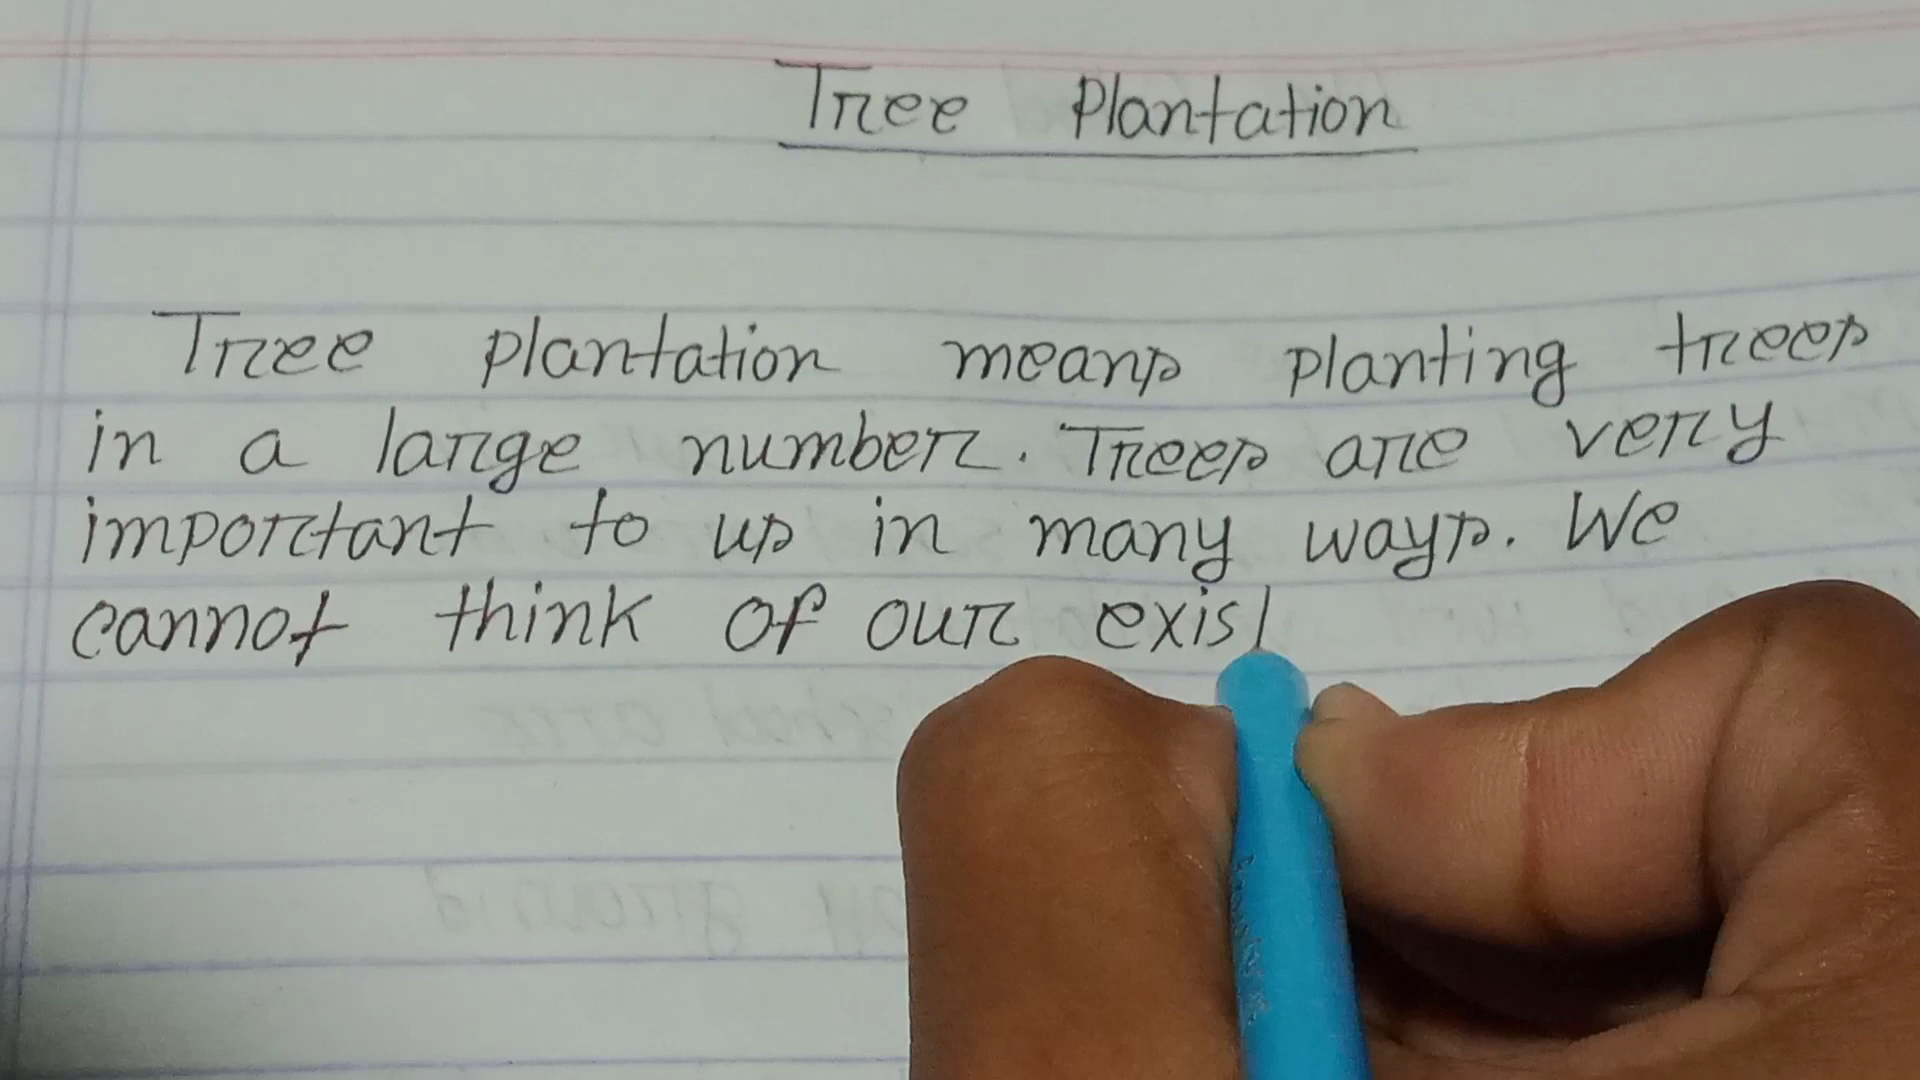 Tree Plantation
Tree plantation means planting trees
in a large number. Trees are very
important to us in many ways. We
cannot think of our exis